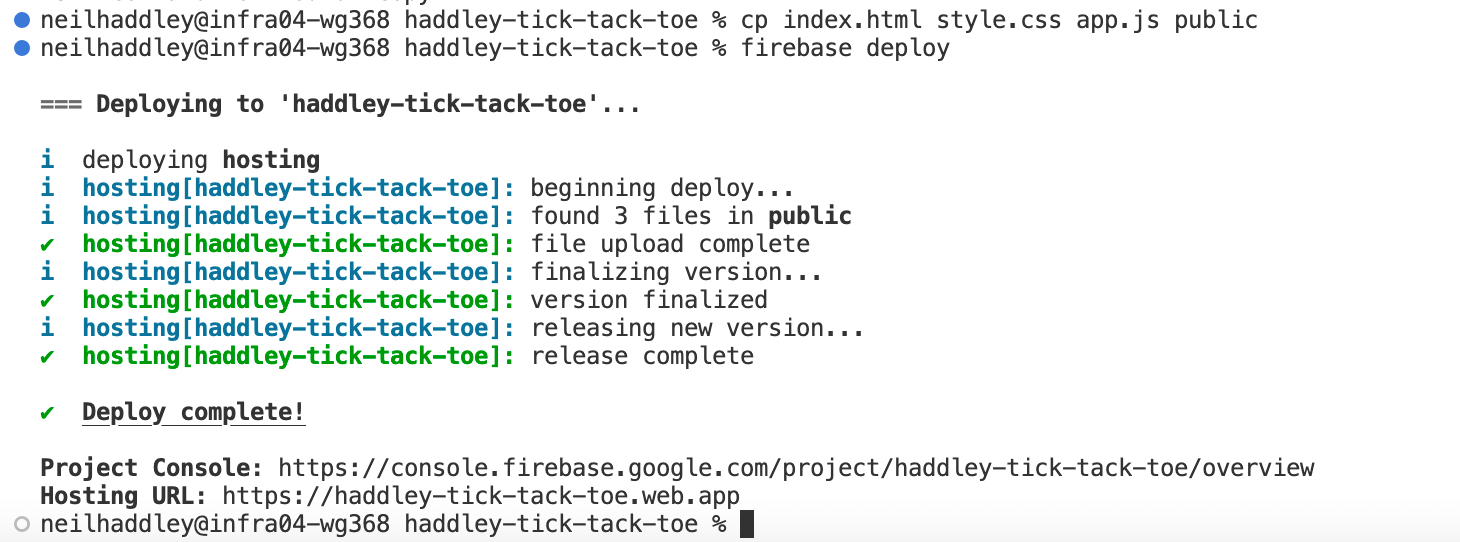 neilhaddley@infra04-wg368 haddley-tick-tack-toe % cp index.html style.css app.js public
neilhaddley@infra04-wg368 haddley-tick-tack-toe % firebase deploy
=== Deploying to 'haddley-tick-tack-toe'...
i deploying hosting
i hosting[haddley-tick-tack-toe]: beginning deploy...
i hosting[haddley-tick-tack-toe]: found 3 files in public
✔ hosting[haddley-tick-tack-toe]: file upload complete
i hosting[haddley-tick-tack-toe]: finalizing version...
✔ hosting[haddley-tick-tack-toe]: version finalized
i hosting[haddley-tick-tack-toe]: releasing new version...
✔ hosting[haddley-tick-tack-toe]: release complete
✔ Deploy complete!
Project Console: https://console.firebase.google.com/project/haddley-tick-tack-toe/overview
Hosting URL: https://haddley-tick-tack-toe.web.app
neilhaddley@infra04-wg368 haddley-tick-tack-toe %